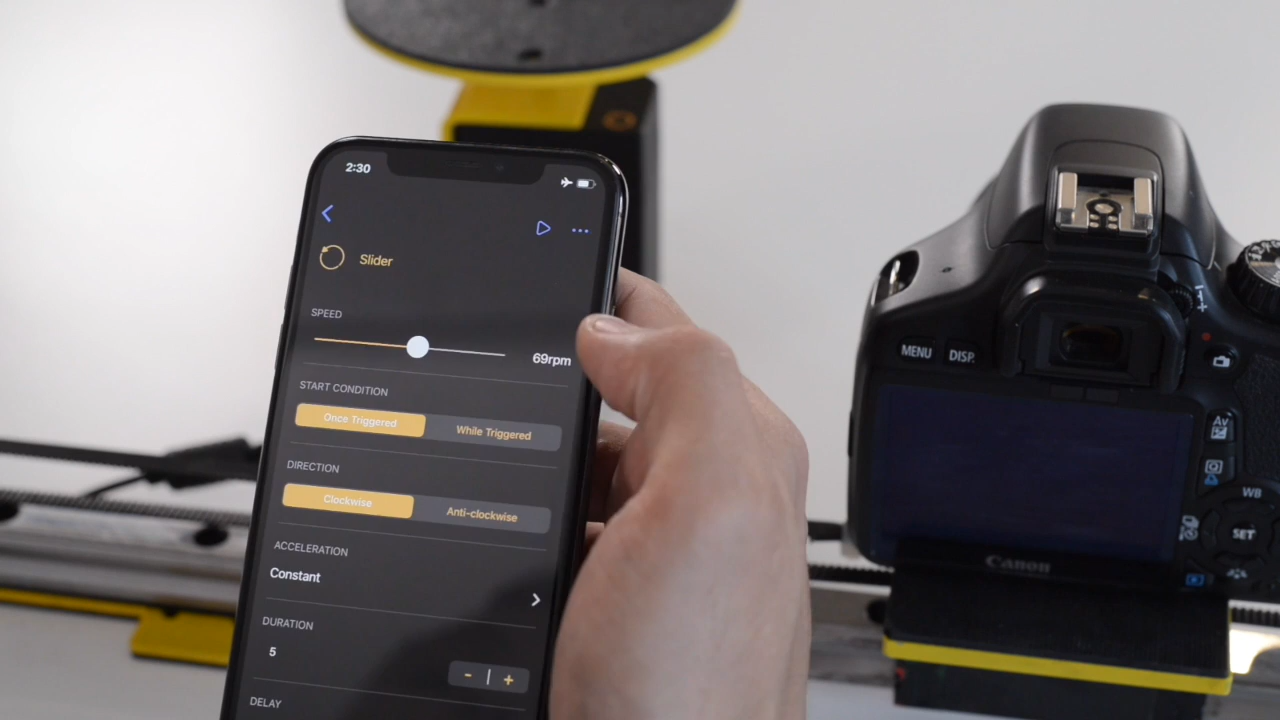 2:30
Slider
SPEED
69rpm
START CONDITION
Once Triggered
While Triggered
DIRECTION
Clockwise
Anti-clockwise
ACCELERATION
Constant
DURATION
5
- | +
DELAY
MENU
DISP.
Av
WB
SET
Canon